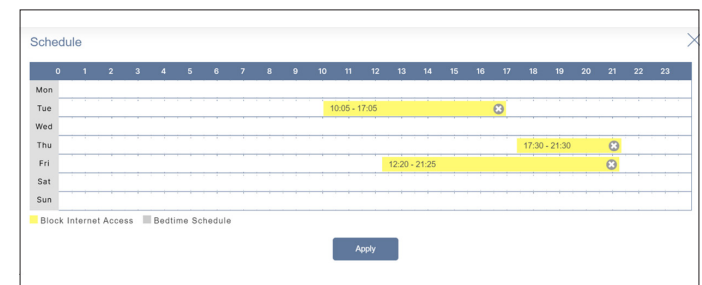 Schedule
0 1 2 3 4 5 6 7 8 9 10 11 12 13 14 15 16 17 18 19 20 21 22 23
Mon
Tue 10:05 - 17:05
Wed
Thu 17:30 - 21:30
Fri 12:20 - 21:25
Sat
Sun
Block Internet Access Bedtime Schedule
Apply